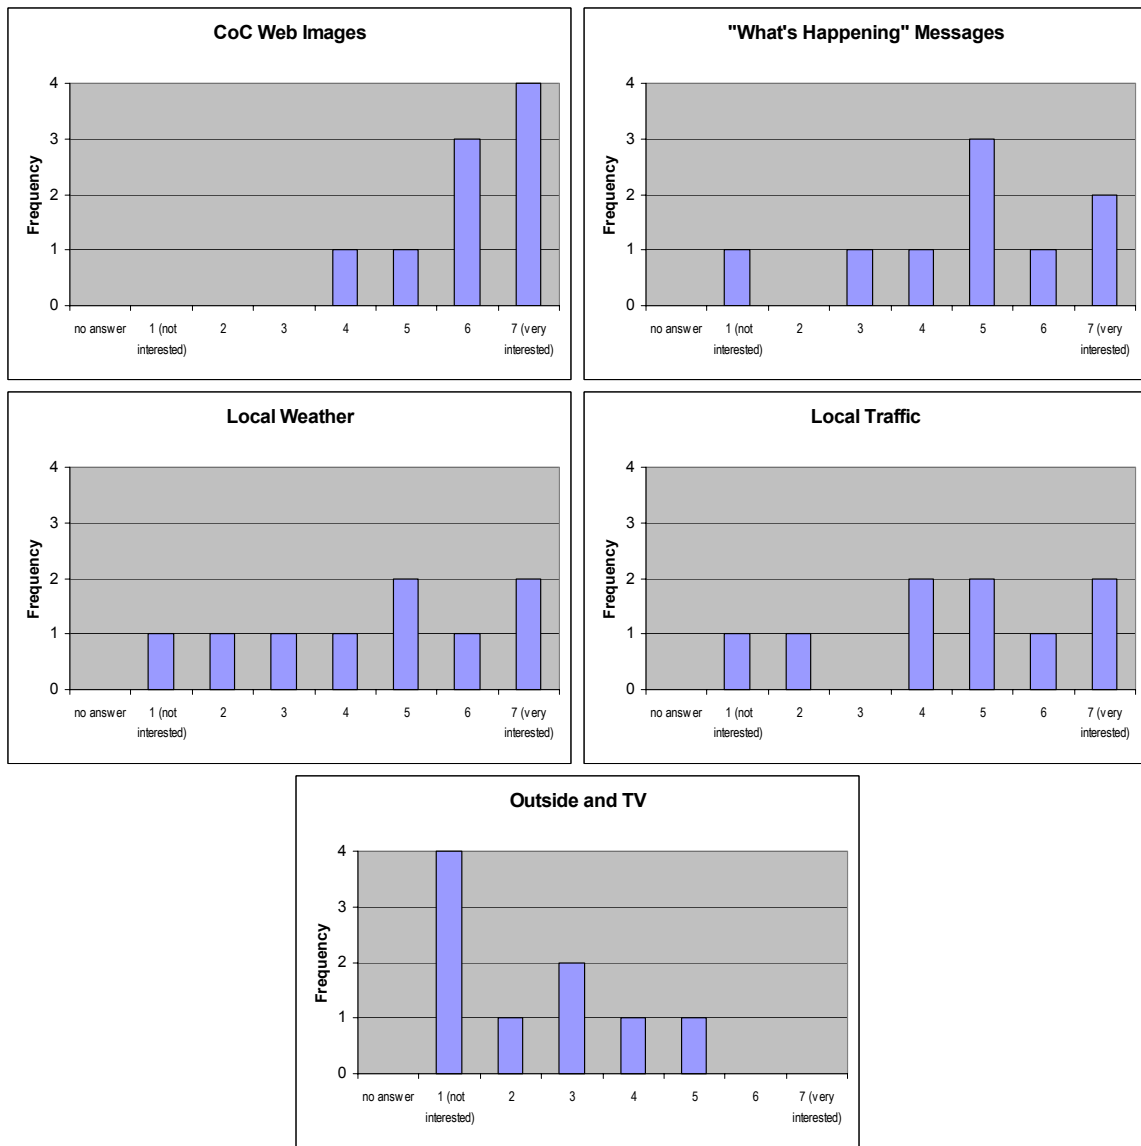 CoC Web Images
4
3
2
1
0
Frequency
no answer 1 (not 2 3 4 5 6 7 (very
interested) interested)
"What's Happening" Messages
4
3
2
1
0
Frequency
no answer 1 (not 2 3 4 5 6 7 (very
interested) interested)
Local Weather
4
3
2
1
0
Frequency
no answer 1 (not 2 3 4 5 6 7 (very
interested) interested)
Local Traffic
4
3
2
1
0
Frequency
no answer 1 (not 2 3 4 5 6 7 (very
interested) interested)
Outside and TV
4
3
2
1
0
Frequency
no answer 1 (not 2 3 4 5 6 7 (very
interested) interested)